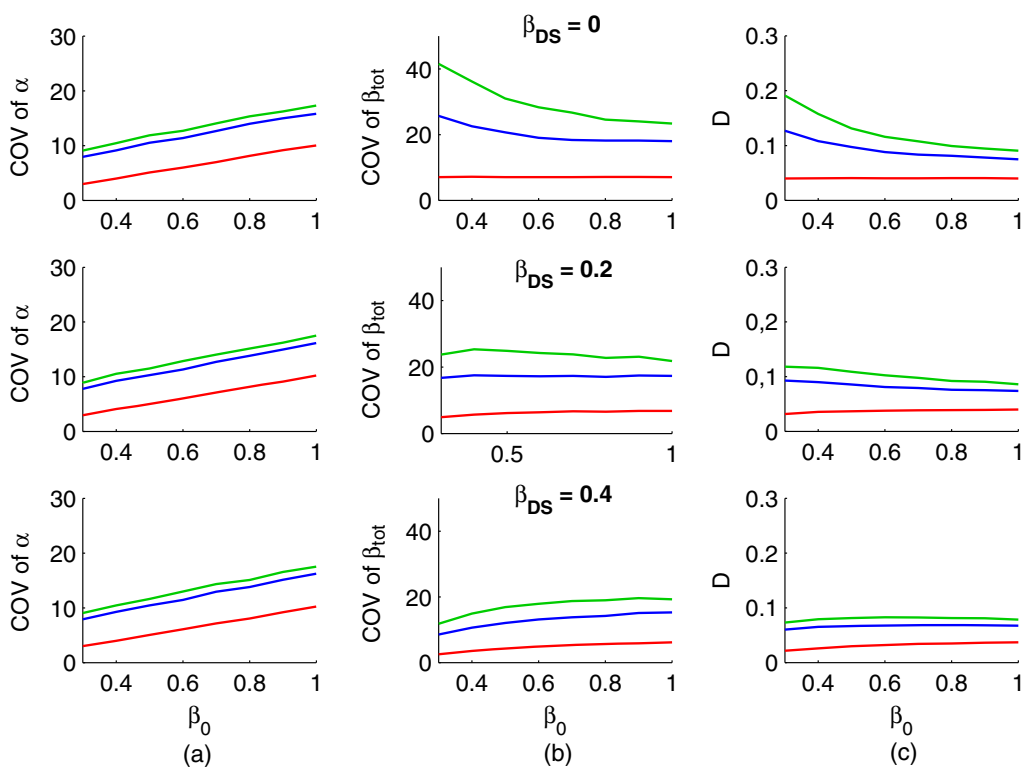 β_DS = 0
COV of α
30
20
10
0
0.4 0.6 0.8 1
COV of β_tot
40
20
0
0.4 0.6 0.8 1
D
0.3
0.2
0.1
0
0.4 0.6 0.8 1
β_DS = 0.2
COV of α
30
20
10
0
0.4 0.6 0.8 1
COV of β_tot
40
20
0
0.5 1
D
0.3
0,2
0,1
0
0.4 0.6 0.8 1
β_DS = 0.4
COV of α
30
20
10
0
0.4 0.6 0.8 1
β_0
(a)
COV of β_tot
40
20
0
0.4 0.6 0.8 1
β_0
(b)
D
0.3
0.2
0.1
0
0.4 0.6 0.8 1
β_0
(c)